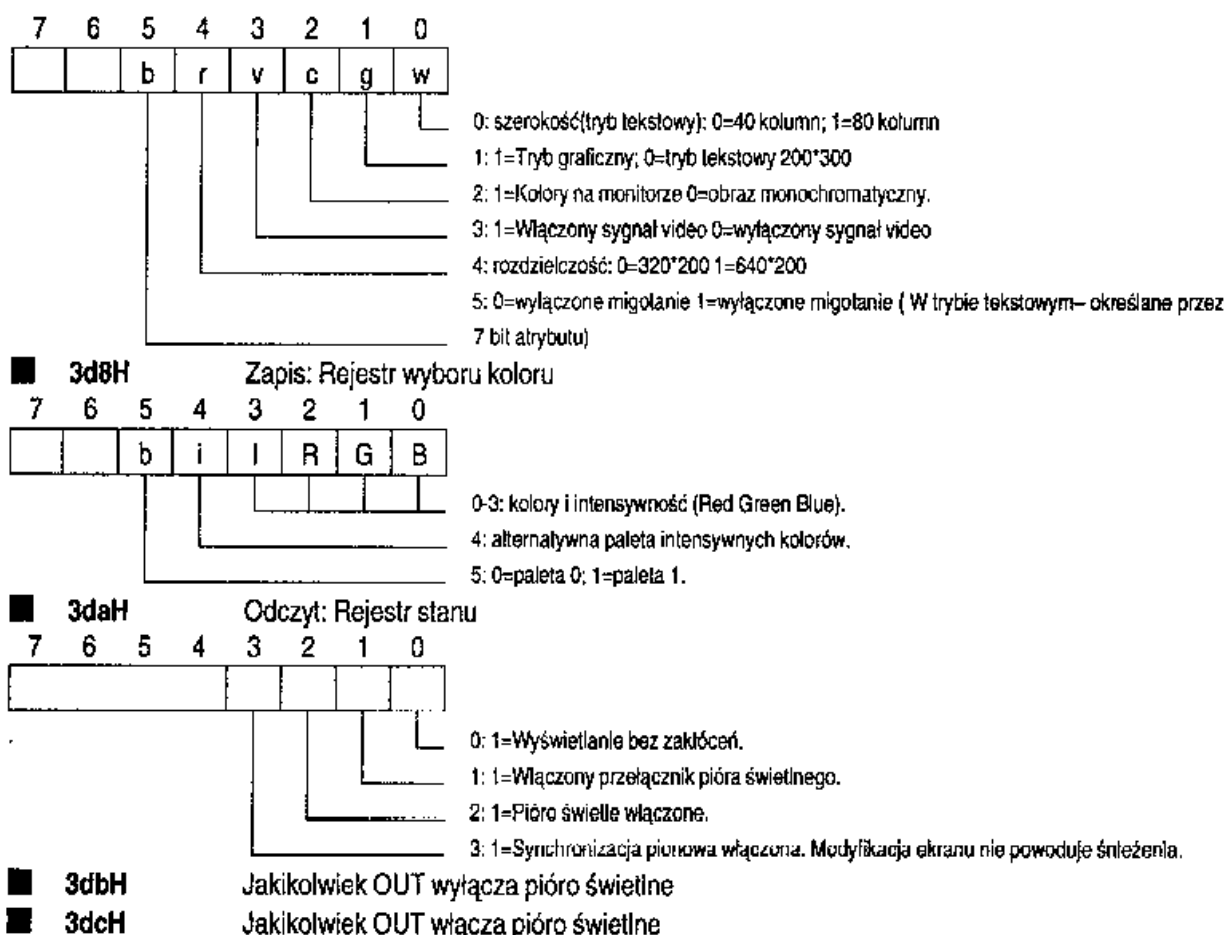 7 6 5 4 3 2 1 0
b r v c g w
0: szerokość(tryb tekstowy): 0=40 kolumn; 1=80 kolumn
1: 1=Tryb graficzny; 0=tryb tekstowy 200*300
2: 1=Kolory na monitorze 0=obraz monochromatyczny.
3: 1=Włączony sygnał video 0=wyłączony sygnał video
4: rozdzielczość: 0=320*200 1=640*200
5: 0=wyłączone migotanie 1=wyłączone migotanie ( W trybie tekstowym– określane przez
7 bit atrybutu)
3d8H Zapis: Rejestr wyboru koloru
7 6 5 4 3 2 1 0
b i I R G B
0-3: kolory i intensywność (Red Green Blue).
4: alternatywna paleta intensywnych kolorów.
5: 0=paleta 0; 1=paleta 1.
3daH Odczyt: Rejestr stanu
7 6 5 4 3 2 1 0
0: 1=Wyświetlanie bez zakłóceń.
1: 1=Włączony przełącznik pióra świetlnego.
2: 1=Pióro świetle włączone.
3: 1=Synchronizacja pionowa włączona. Modyfikacja ekranu nie powoduje śnieżenia.
3dbH Jakikolwiek OUT wyłącza pióro świetlne
3dcH Jakikolwiek OUT włącza pióro świetlne